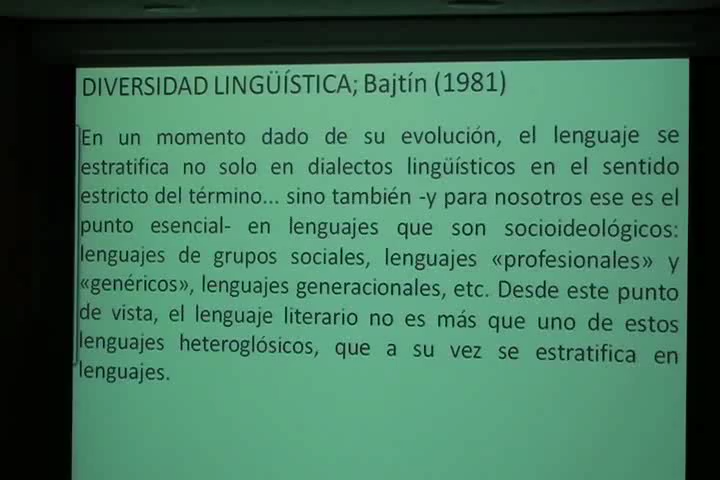 DIVERSIDAD LINGÜÍSTICA; Bajtín (1981)
En un momento dado de su evolución, el lenguaje se
estratifica no solo en dialectos lingüísticos en el sentido
estricto del término... sino también -y para nosotros ese es el
punto esencial- en lenguajes que son socioideológicos:
lenguajes de grupos sociales, lenguajes «profesionales» y
«genéricos», lenguajes generacionales, etc. Desde este punto
de vista, el lenguaje literario no es más que uno de estos
lenguajes heteroglósicos, que a su vez se estratifica en
lenguajes.